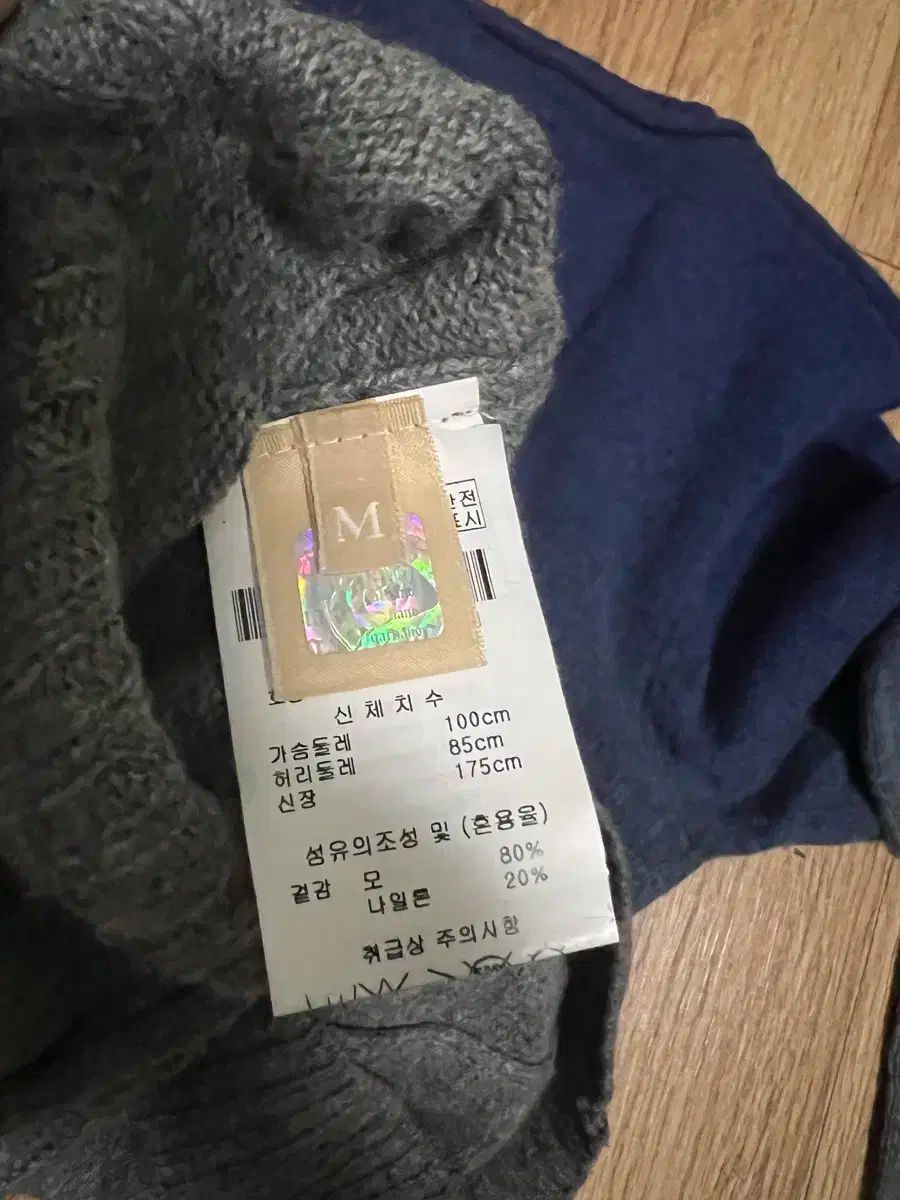 M
신체치수
가슴둘레 100cm
허리둘레 85cm
신장 175cm
섬유의조성 및 (혼용율)
겉감 모 80%
나일론 20%
취급상 주의사항